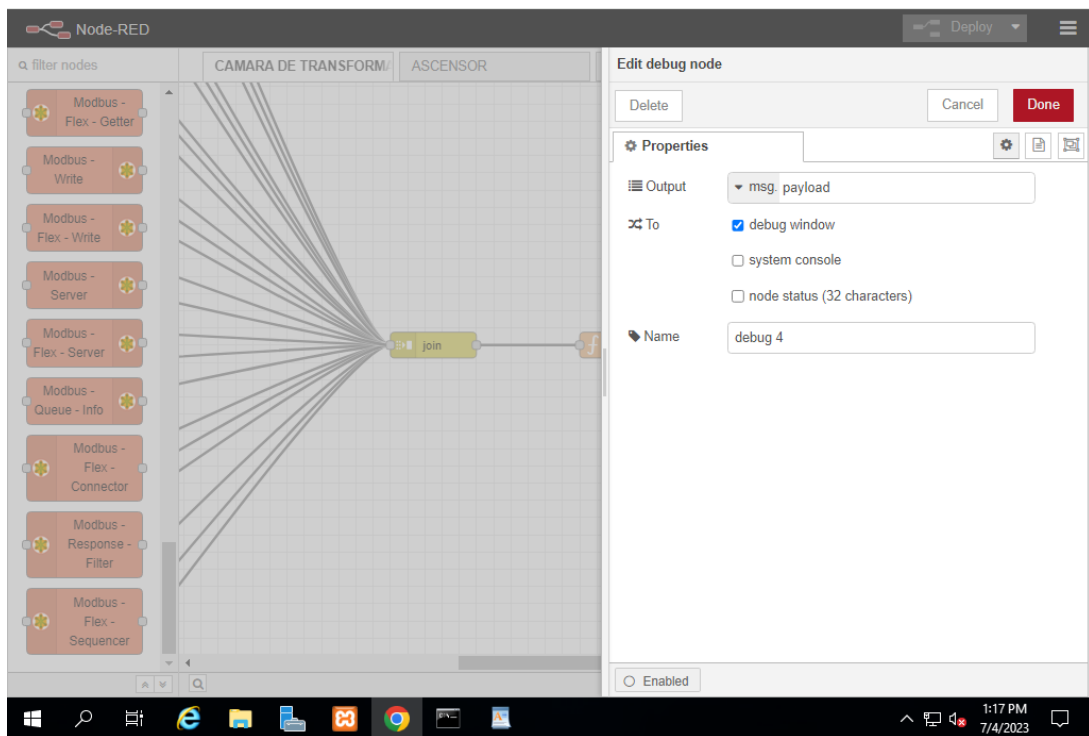 Node-RED
Deploy
filter nodes
CAMARA DE TRANSFORM
ASCENSOR
Modbus -
Flex - Getter
Modbus -
Write
Modbus -
Flex - Write
Modbus -
Server
Modbus -
Flex - Server
Modbus -
Queue - Info
Modbus -
Flex -
Connector
Modbus -
Response -
Filter
Modbus -
Flex -
Sequencer
join
Edit debug node
Delete
Cancel
Done
Properties
Output
msg. payload
To
debug window
system console
node status (32 characters)
Name
debug 4
Enabled
1:17 PM
7/4/2023